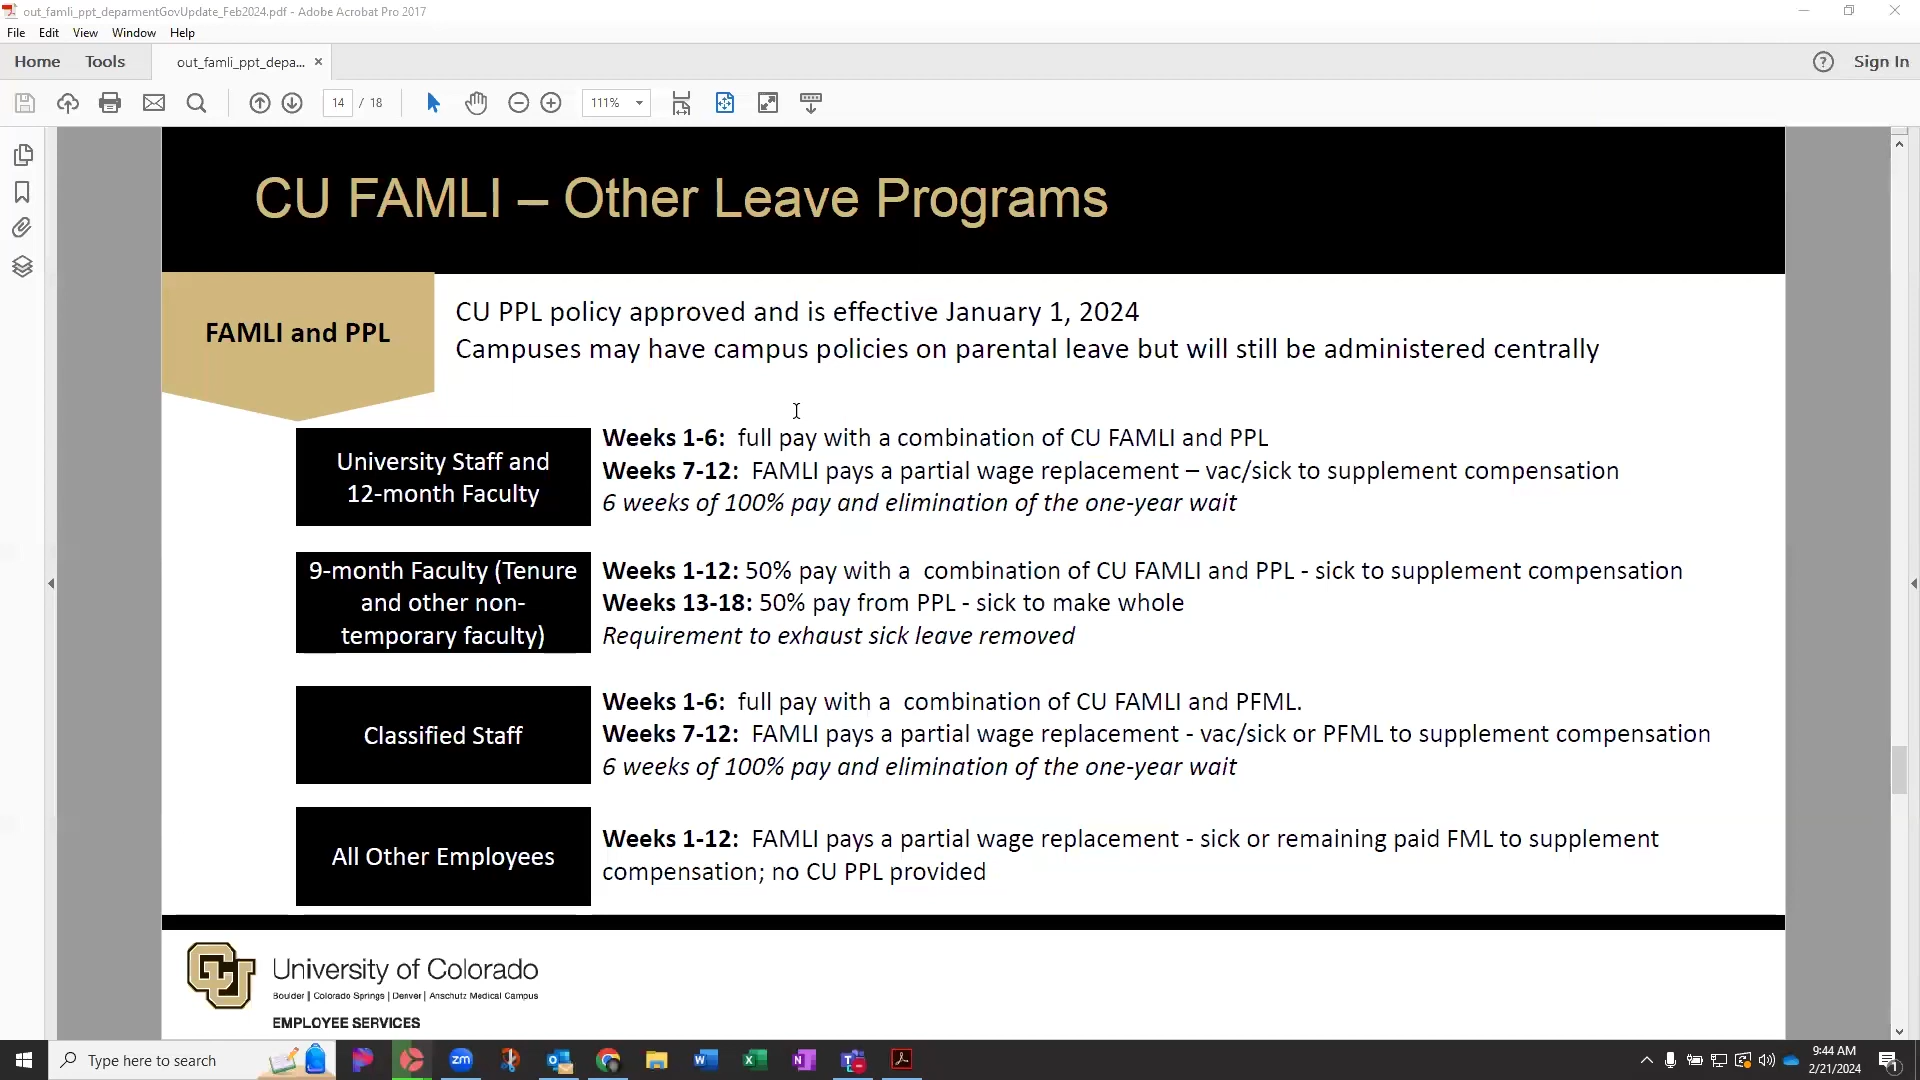 out_famli_ppt_deparmentGovUpdate_Feb2024.pdf - Adobe Acrobat Pro 2017
File Edit View Window Help
Home Tools out_famli_ppt_depa... × Sign In
14 / 18 111%
CU FAMLI – Other Leave Programs
FAMLI and PPL
CU PPL policy approved and is effective January 1, 2024
Campuses may have campus policies on parental leave but will still be administered centrally
University Staff and
12-month Faculty
Weeks 1-6: full pay with a combination of CU FAMLI and PPL
Weeks 7-12: FAMLI pays a partial wage replacement – vac/sick to supplement compensation
6 weeks of 100% pay and elimination of the one-year wait
9-month Faculty (Tenure
and other non-
temporary faculty)
Weeks 1-12: 50% pay with a combination of CU FAMLI and PPL - sick to supplement compensation
Weeks 13-18: 50% pay from PPL - sick to make whole
Requirement to exhaust sick leave removed
Classified Staff
Weeks 1-6: full pay with a combination of CU FAMLI and PFML.
Weeks 7-12: FAMLI pays a partial wage replacement - vac/sick or PFML to supplement compensation
6 weeks of 100% pay and elimination of the one-year wait
All Other Employees
Weeks 1-12: FAMLI pays a partial wage replacement - sick or remaining paid FML to supplement
compensation; no CU PPL provided
CU
University of Colorado
Boulder | Colorado Springs | Denver | Anschutz Medical Campus
EMPLOYEE SERVICES
Type here to search
zm
9:44 AM
2/21/2024